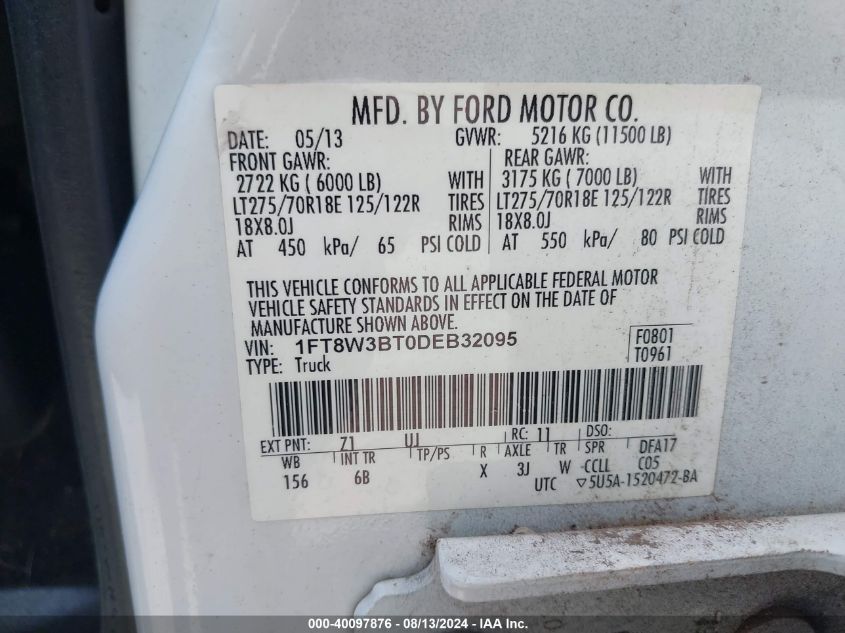 MFD. BY FORD MOTOR CO.
DATE: 05/13 GVWR: 5216 KG (11500 LB)
FRONT GAWR: REAR GAWR:
2722 KG ( 6000 LB) WITH 3175 KG ( 7000 LB) WITH
LT275/70R18E 125/122R TIRES LT275/70R18E 125/122R TIRES
18X8.0J RIMS 18X8.0J RIMS
AT 450 kPa/ 65 PSI COLD AT 550 kPa/ 80 PSI COLD
THIS VEHICLE CONFORMS TO ALL APPLICABLE FEDERAL MOTOR
VEHICLE SAFETY STANDARDS IN EFFECT ON THE DATE OF
MANUFACTURE SHOWN ABOVE.
VIN: 1FT8W3BT0DEB32095 F0801
TYPE: Truck T0961
EXT PNT: Z1 UJ RC: 11 DSO:
WB INT TR TP/PS R AXLE TR SPR DFA17
156 6B X 3J W CCLL C05
UTC ▽5U5A-1520472-BA
000-40097876 - 08/13/2024 - IAA Inc.